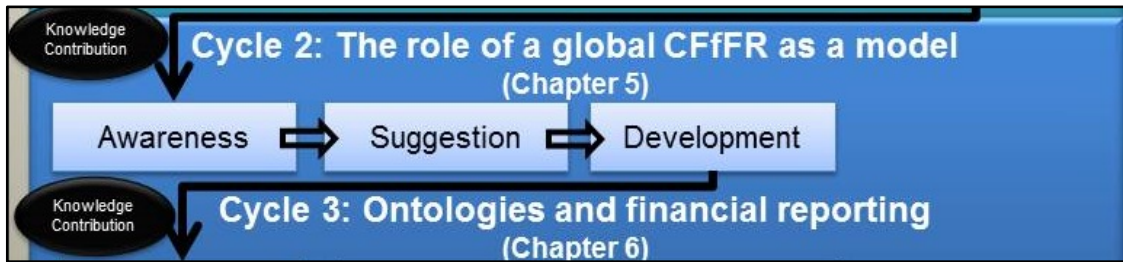 Knowledge
Contribution
Cycle 2: The role of a global CFfFR as a model
(Chapter 5)
Awareness
Suggestion
Development
Knowledge
Contribution
Cycle 3: Ontologies and financial reporting
(Chapter 6)